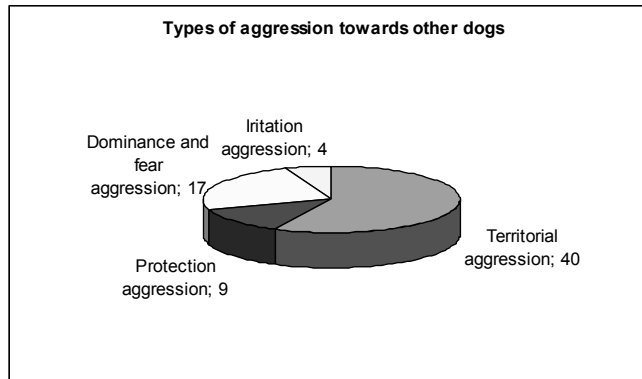 Types of aggression towards other dogs
Iritation
aggression; 4
Dominance and
fear
aggression; 17
Territorial
aggression; 40
Protection
aggression; 9